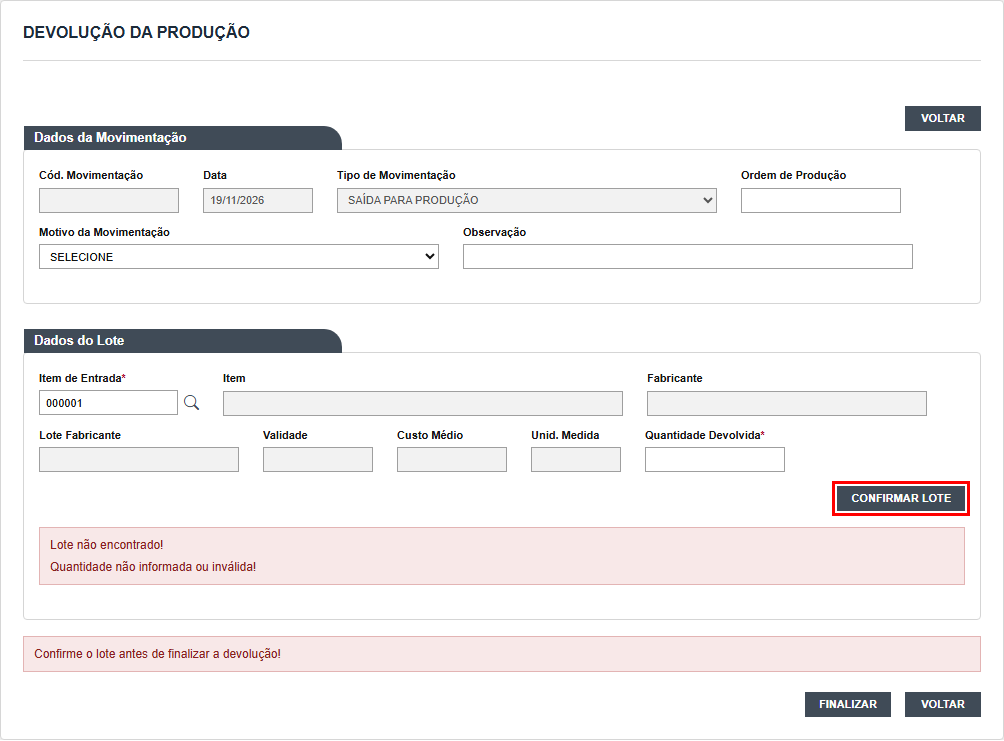 DEVOLUÇÃO DA PRODUÇÃO
VOLTAR
Dados da Movimentação
Cód. Movimentação Data Tipo de Movimentação Ordem de Produção
19/11/2026 SAÍDA PARA PRODUÇÃO
Motivo da Movimentação Observação
SELECIONE
Dados do Lote
Item de Entrada* Item Fabricante
000001
Lote Fabricante Validade Custo Médio Unid. Medida Quantidade Devolvida*
CONFIRMAR LOTE
Lote não encontrado!
Quantidade não informada ou inválida!
Confirme o lote antes de finalizar a devolução!
FINALIZAR VOLTAR